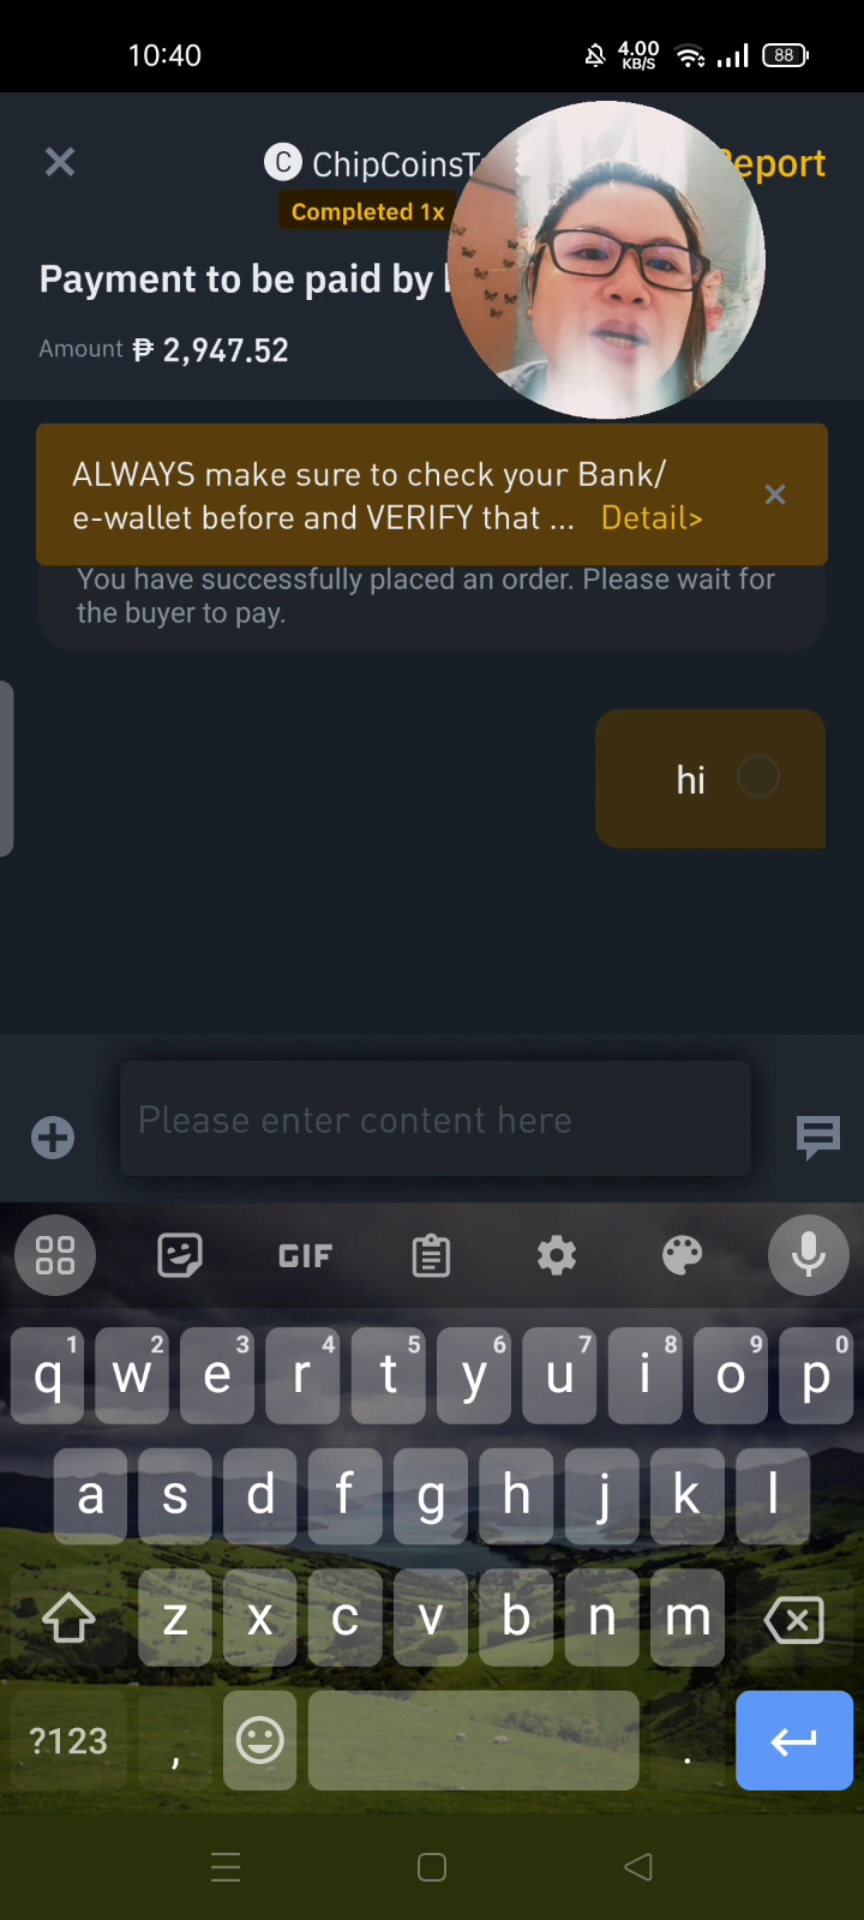 10:40
4.00
KB/S
88
C ChipCoinsT
Report
Completed 1x
Payment to be paid by
Amount ₱ 2,947.52
ALWAYS make sure to check your Bank/
e-wallet before and VERIFY that ... Detail>
You have successfully placed an order. Please wait for
the buyer to pay.
hi
Please enter content here
GIF
1 2 3 4 5 6 7 8 9 0
q w e r t y u i o p
a s d f g h j k l
z x c v b n m
?123 , .